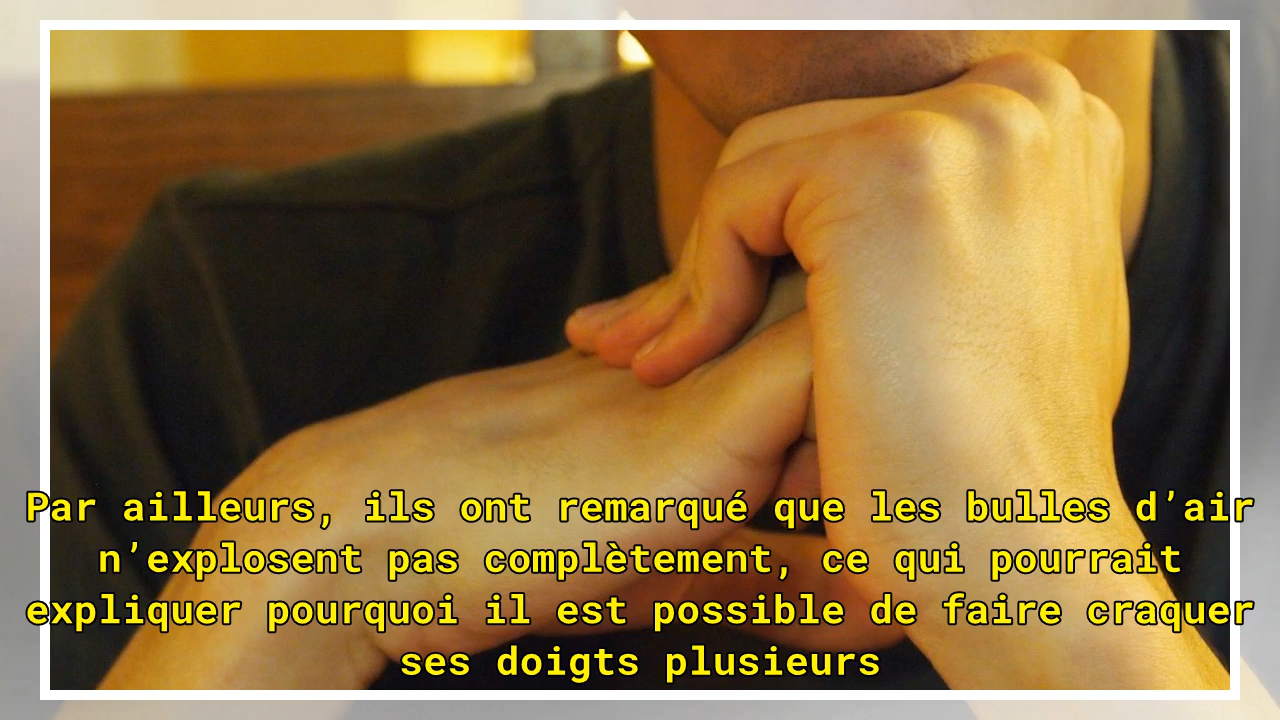 Par ailleurs, ils ont remarqué que les bulles d’air
n’explosent pas complètement, ce qui pourrait
expliquer pourquoi il est possible de faire craquer
ses doigts plusieurs